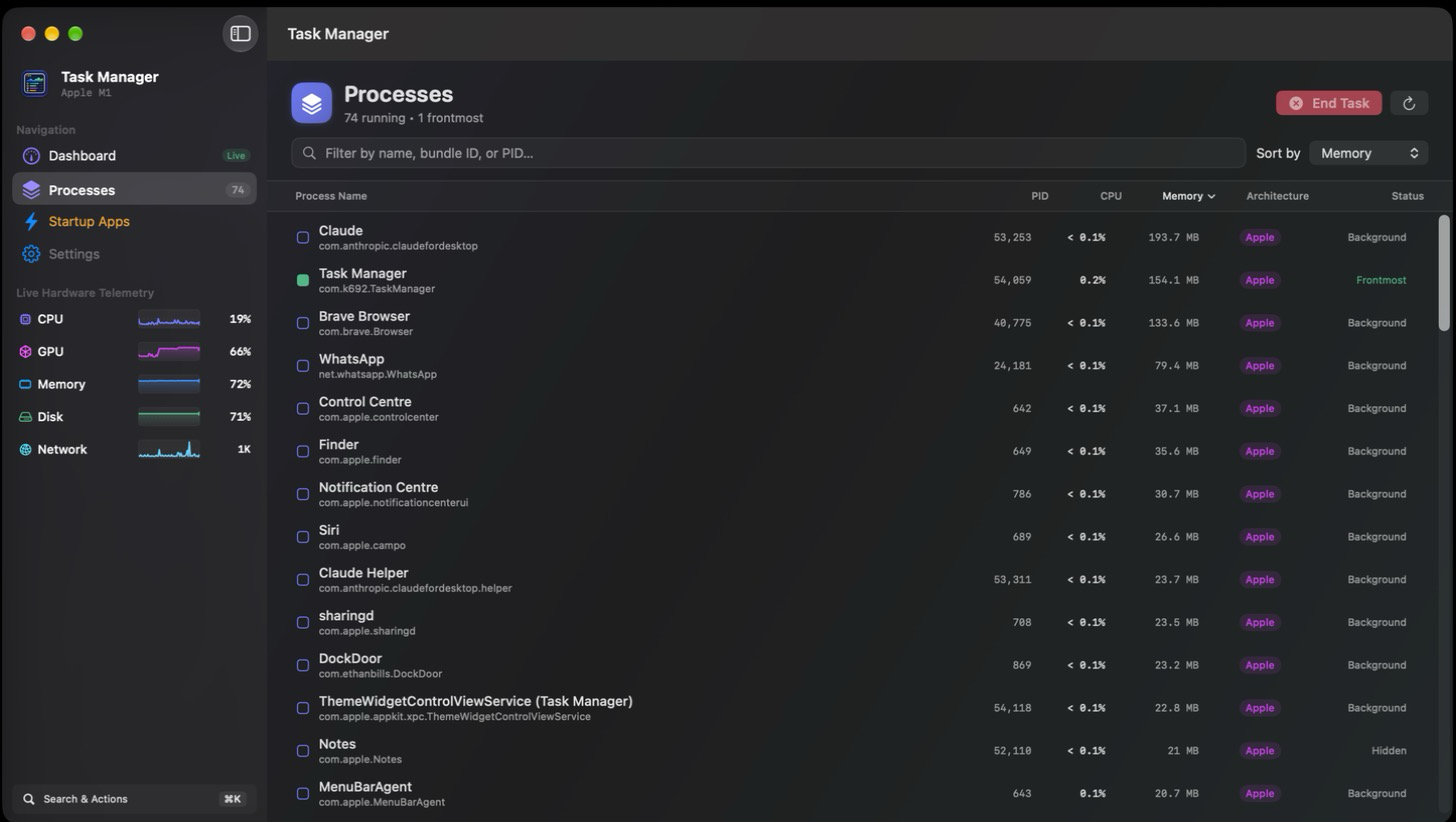 Task Manager
Task Manager
Apple M1
Navigation
Dashboard Live
Processes 74
Startup Apps
Settings
Live Hardware Telemetry
CPU 19%
GPU 66%
Memory 72%
Disk 71%
Network 1K
Search & Actions ⌘K
Processes
74 running • 1 frontmost
End Task
Filter by name, bundle ID, or PID...
Sort by Memory
Process Name PID CPU Memory Architecture Status
Claude
com.anthropic.claudefordesktop
53,253 < 0.1% 193.7 MB Apple Background
Task Manager
com.k692.TaskManager
54,059 0.2% 154.1 MB Apple Frontmost
Brave Browser
com.brave.Browser
40,775 < 0.1% 133.6 MB Apple Background
WhatsApp
net.whatsapp.WhatsApp
24,181 < 0.1% 79.4 MB Apple Background
Control Centre
com.apple.controlcenter
642 < 0.1% 37.1 MB Apple Background
Finder
com.apple.finder
649 < 0.1% 35.6 MB Apple Background
Notification Centre
com.apple.notificationcenterui
786 < 0.1% 30.7 MB Apple Background
Siri
com.apple.campo
689 < 0.1% 26.6 MB Apple Background
Claude Helper
com.anthropic.claudefordesktop.helper
53,311 < 0.1% 23.7 MB Apple Background
sharingd
com.apple.sharingd
708 < 0.1% 23.5 MB Apple Background
DockDoor
com.ethanbills.DockDoor
869 < 0.1% 23.2 MB Apple Background
ThemeWidgetControlViewService (Task Manager)
com.apple.appkit.xpc.ThemeWidgetControlViewService
54,118 < 0.1% 22.8 MB Apple Background
Notes
com.apple.Notes
52,110 < 0.1% 21 MB Apple Hidden
MenuBarAgent
com.apple.MenuBarAgent
643 0.1% 20.7 MB Apple Background